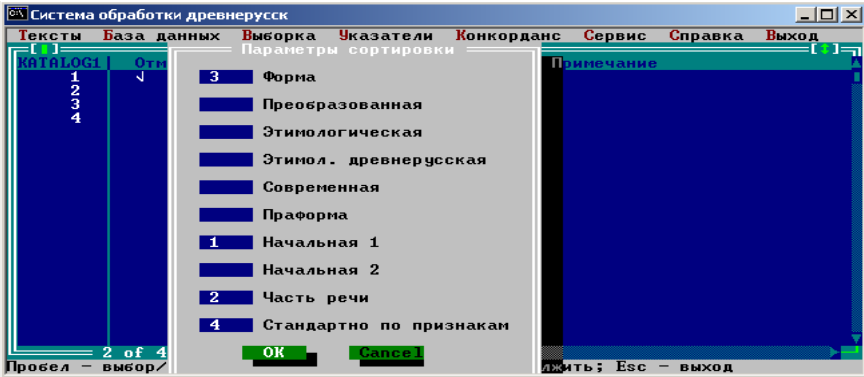 Система обработки древнерусск
Тексты База данных Выборка Указатели Конкорданс Сервис Справка Выход
Параметры сортировки
KATALOG1 Отм Примечание
1 √
2
3
4
3 Форма
Преобразованная
Этимологическая
Этимол. древнерусская
Современная
Праформа
1 Начальная 1
Начальная 2
2 Часть речи
4 Стандартно по признакам
OK Cancel
2 of 4
Пробел – выбор/ лжить; Esc – выход